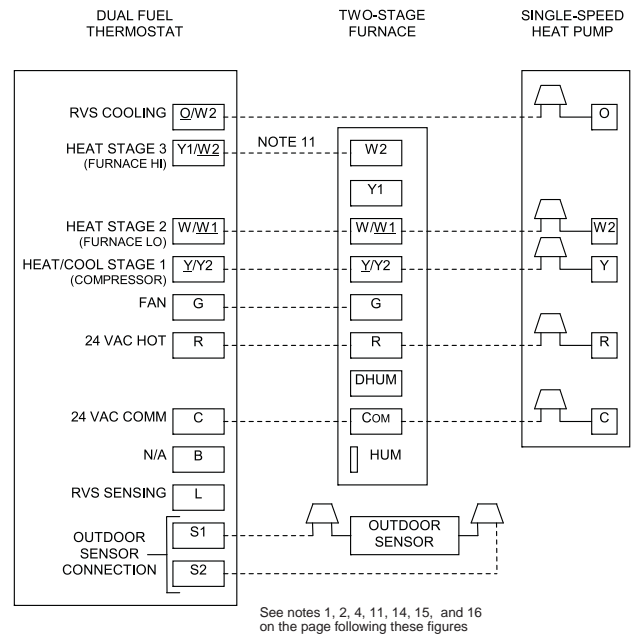 DUAL FUEL
THERMOSTAT
TWO-STAGE
FURNACE
SINGLE-SPEED
HEAT PUMP
RVS COOLING
O/W2
O
HEAT STAGE 3
(FURNACE HI)
Y1/W2
NOTE 11
W2
Y1
HEAT STAGE 2
(FURNACE LO)
W/W1
W/W1
W2
HEAT/COOL STAGE 1
(COMPRESSOR)
Y/Y2
Y/Y2
Y
FAN
G
G
24 VAC HOT
R
R
R
DHUM
24 VAC COMM
C
COM
C
N/A
B
HUM
RVS SENSING
L
OUTDOOR
SENSOR
CONNECTION
S1
S2
OUTDOOR
SENSOR
See notes 1, 2, 4, 11, 14, 15, and 16
on the page following these figures